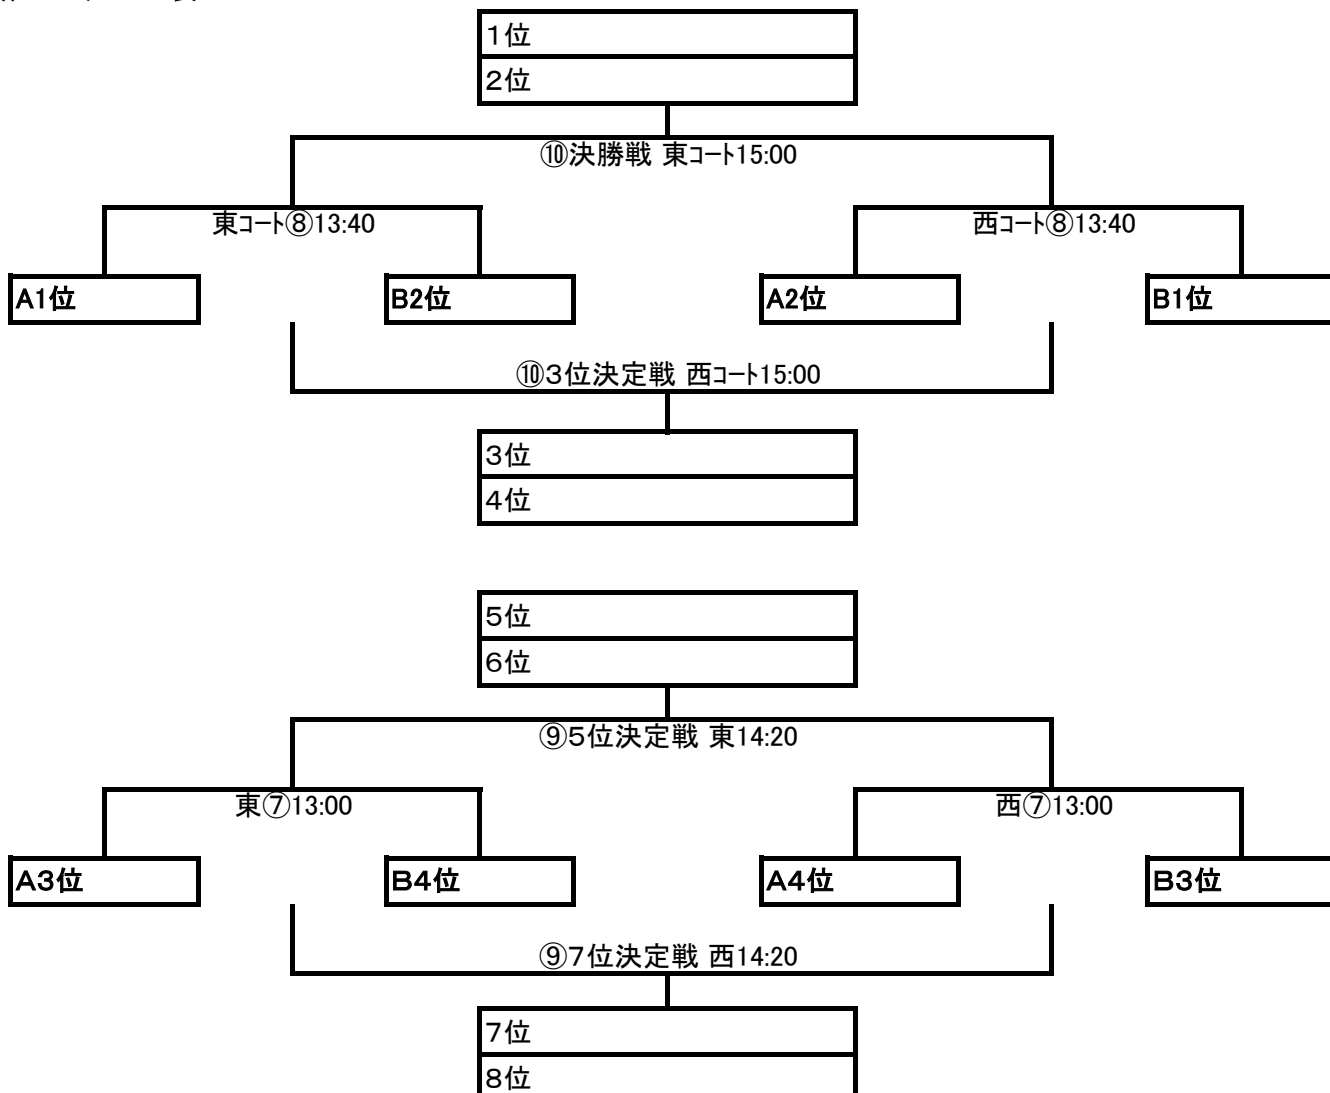 1位
2位
⑩決勝戦 東ｺｰﾄ15:00
東ｺｰﾄ⑧13:40
西ｺｰﾄ⑧13:40
A1位
B2位
A2位
B1位
⑩3位決定戦 西ｺｰﾄ15:00
3位
4位
5位
6位
⑨5位決定戦 東14:20
東⑦13:00
西⑦13:00
A3位
B4位
A4位
B3位
⑨7位決定戦 西14:20
7位
8位